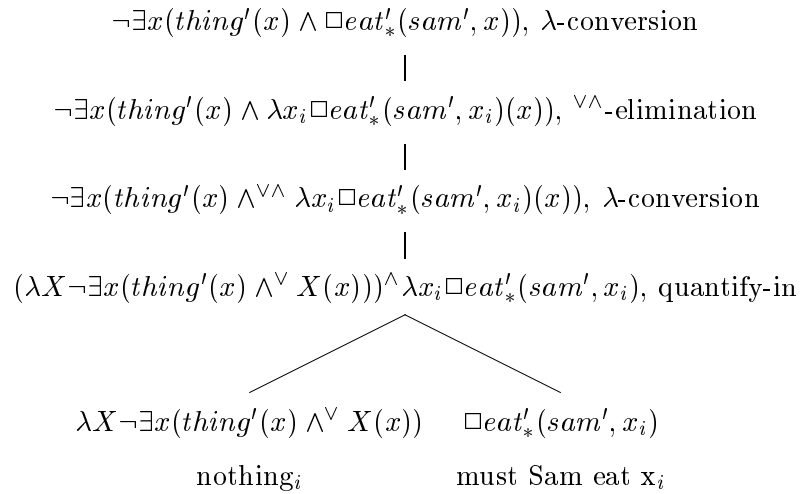 ¬∃x(thing′(x) ∧ □eat′₊(sam′, x)), λ-conversion
¬∃x(thing′(x) ∧ λxᵢ□eat′₊(sam′, xᵢ)(x)), ∨∧-elimination
¬∃x(thing′(x) ∧∨∧ λxᵢ□eat′₊(sam′, xᵢ)(x)), λ-conversion
(λX¬∃x(thing′(x) ∧∨ X(x)))∧λxᵢ□eat′₊(sam′, xᵢ), quantify-in
λX¬∃x(thing′(x) ∧∨ X(x)) □eat′₊(sam′, xᵢ)
nothingᵢ must Sam eat xᵢ